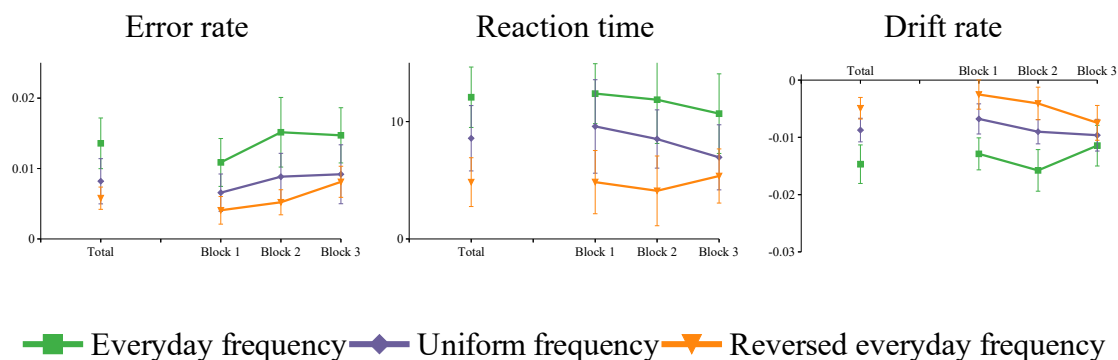 Error rate
Reaction time
Drift rate
0.02
0.01
0
Total
Block 1
Block 2
Block 3
10
0
Total
Block 1
Block 2
Block 3
Total
Block 1
Block 2
Block 3
0
-0.01
-0.02
-0.03
Everyday frequency
Uniform frequency
Reversed everyday frequency